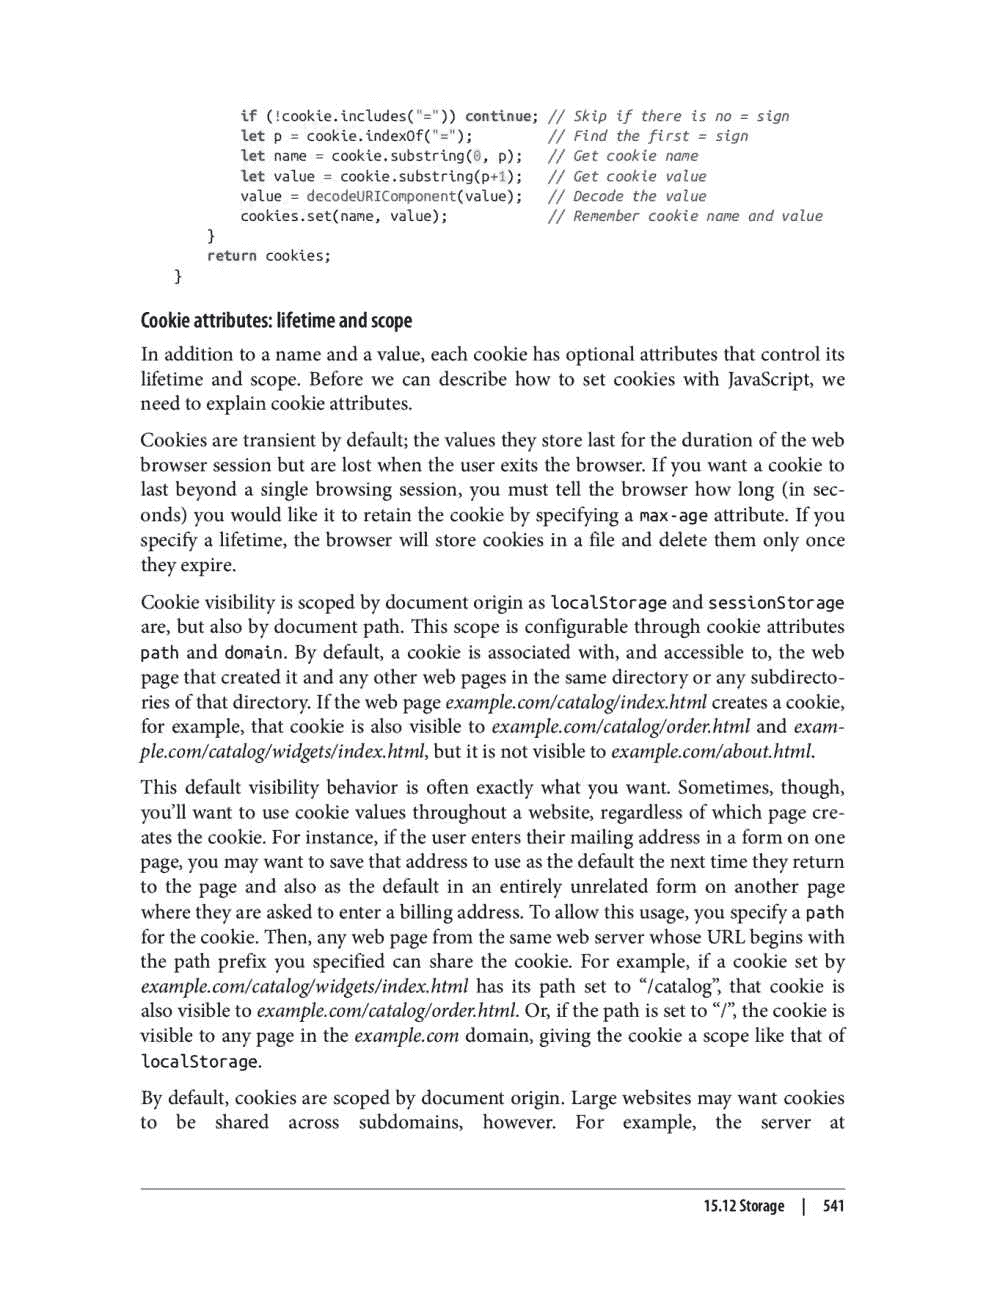 if (!cookie.includes("=")) continue; // Skip if there is no = sign
let p = cookie.indexOf("=");         // Find the first = sign
let name = cookie.substring(0, p);   // Get cookie name
let value = cookie.substring(p+1);   // Get cookie value
value = decodeURIComponent(value);   // Decode the value
cookies.set(name, value);            // Remember cookie name and value
}
return cookies;
}
Cookie attributes: lifetime and scope
In addition to a name and a value, each cookie has optional attributes that control its
lifetime and scope. Before we can describe how to set cookies with JavaScript, we
need to explain cookie attributes.
Cookies are transient by default; the values they store last for the duration of the web
browser session but are lost when the user exits the browser. If you want a cookie to
last beyond a single browsing session, you must tell the browser how long (in sec-
onds) you would like it to retain the cookie by specifying a max-age attribute. If you
specify a lifetime, the browser will store cookies in a file and delete them only once
they expire.
Cookie visibility is scoped by document origin as localStorage and sessionStorage
are, but also by document path. This scope is configurable through cookie attributes
path and domain. By default, a cookie is associated with, and accessible to, the web
page that created it and any other web pages in the same directory or any subdirecto-
ries of that directory. If the web page example.com/catalog/index.html creates a cookie,
for example, that cookie is also visible to example.com/catalog/order.html and exam-
ple.com/catalog/widgets/index.html, but it is not visible to example.com/about.html.
This default visibility behavior is often exactly what you want. Sometimes, though,
you’ll want to use cookie values throughout a website, regardless of which page cre-
ates the cookie. For instance, if the user enters their mailing address in a form on one
page, you may want to save that address to use as the default the next time they return
to the page and also as the default in an entirely unrelated form on another page
where they are asked to enter a billing address. To allow this usage, you specify a path
for the cookie. Then, any web page from the same web server whose URL begins with
the path prefix you specified can share the cookie. For example, if a cookie set by
example.com/catalog/widgets/index.html has its path set to “/catalog”, that cookie is
also visible to example.com/catalog/order.html. Or, if the path is set to “/”, the cookie is
visible to any page in the example.com domain, giving the cookie a scope like that of
localStorage.
By default, cookies are scoped by document origin. Large websites may want cookies
to be shared across subdomains, however. For example, the server at
15.12 Storage | 541